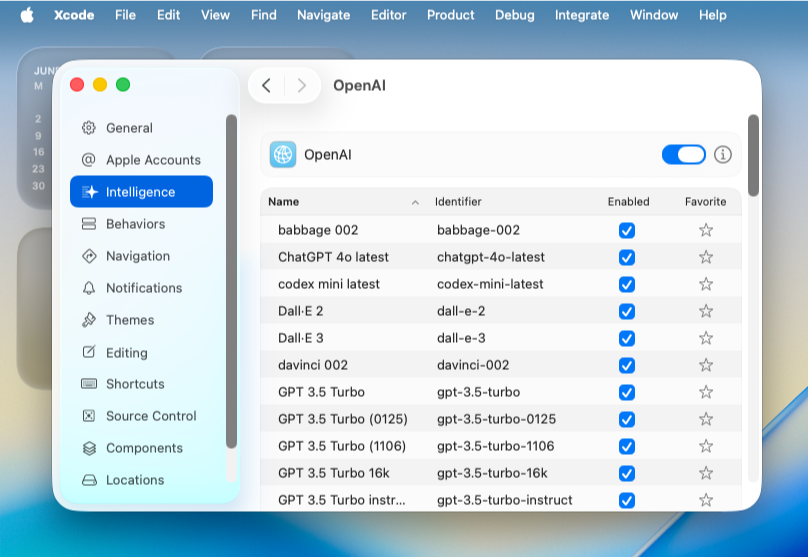 Xcode File Edit View Find Navigate Editor Product Debug Integrate Window Help
M
2
9
16
23
30
OpenAI
General
Apple Accounts
Intelligence
Behaviors
Navigation
Notifications
Themes
Editing
Shortcuts
Source Control
Components
Locations
OpenAI
Name Identifier Enabled Favorite
babbage 002 babbage-002
ChatGPT 4o latest chatgpt-4o-latest
codex mini latest codex-mini-latest
Dall·E 2 dall-e-2
Dall·E 3 dall-e-3
davinci 002 davinci-002
GPT 3.5 Turbo gpt-3.5-turbo
GPT 3.5 Turbo (0125) gpt-3.5-turbo-0125
GPT 3.5 Turbo (1106) gpt-3.5-turbo-1106
GPT 3.5 Turbo 16k gpt-3.5-turbo-16k
GPT 3.5 Turbo instr... gpt-3.5-turbo-instruct